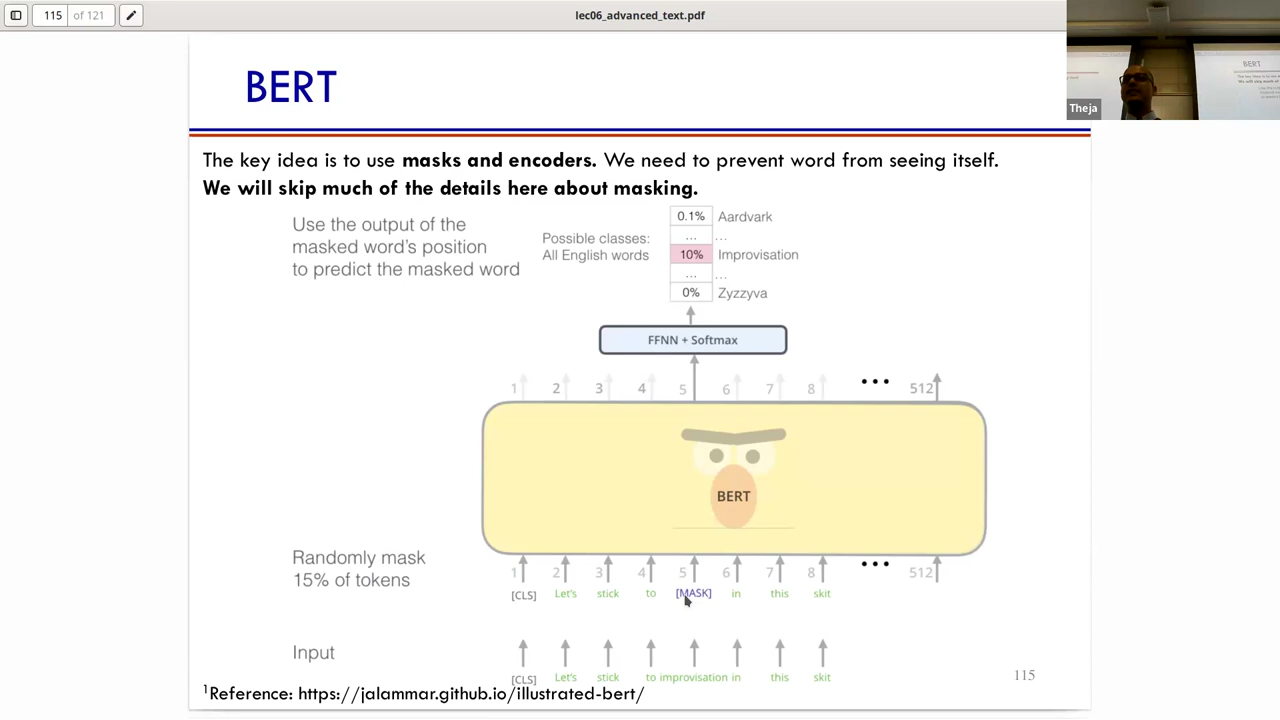 115 of 121
lec06_advanced_text.pdf
Theja
BERT
BERT
The key idea is to use masks and encoders. We need to prevent word from seeing itself.
We will skip much of the details here about masking.
Use the output of the
masked word's position
to predict the masked word
Possible classes:
All English words
0.1% Aardvark
... ...
10% Improvisation
... ...
0% Zyzzyva
FFNN + Softmax
1 2 3 4 5 6 7 8 ... 512
BERT
Randomly mask
15% of tokens
1 2 3 4 5 6 7 8 ... 512
[CLS] Let's stick to [MASK] in this skit
Input
[CLS] Let's stick to improvisation in this skit
1Reference: https://jalammar.github.io/illustrated-bert/
115